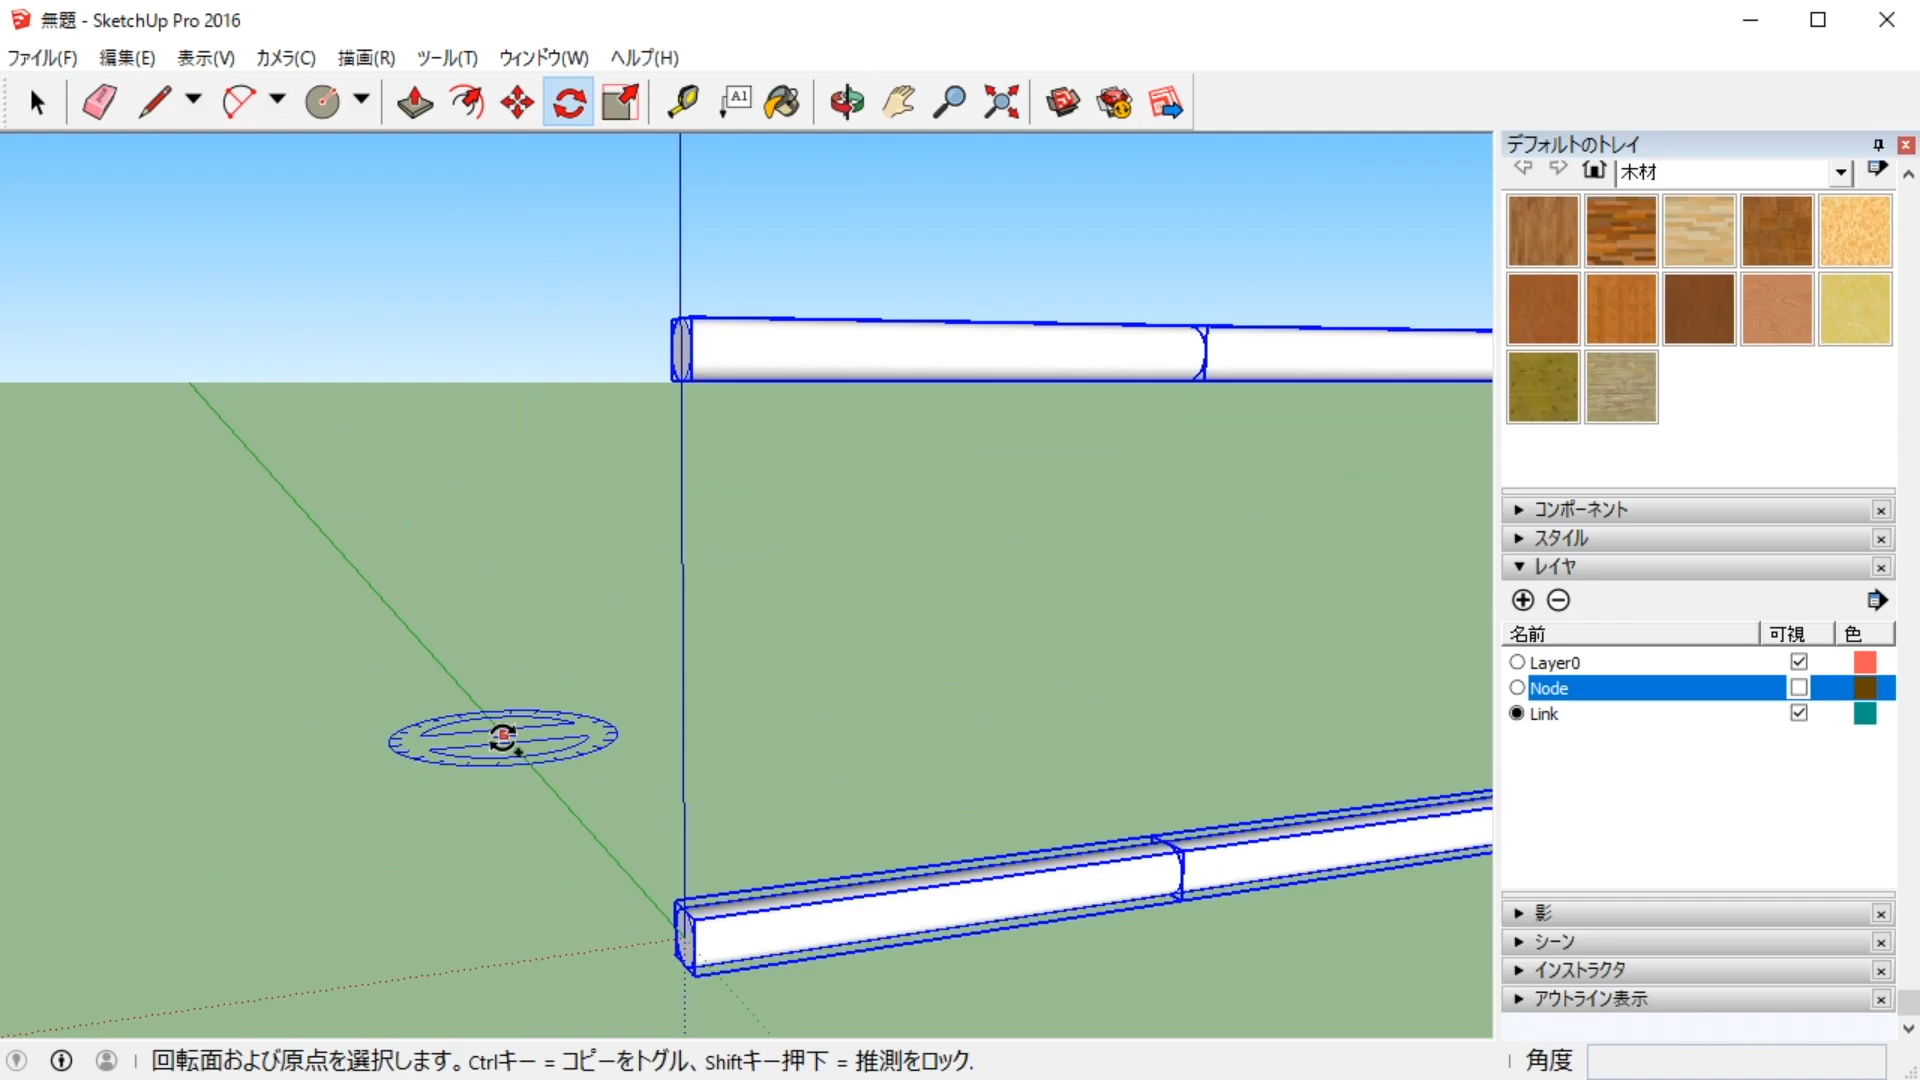 無題 - SketchUp Pro 2016
ファイル(F) 編集(E) 表示(V) カメラ(C) 描画(R) ツール(T) ウィンドウ(W) ヘルプ(H)
A1
デフォルトのトレイ
木材
コンポーネント
スタイル
レイヤ
名前 可視 色
Layer0
Node
Link
影
シーン
インストラクタ
アウトライン表示
回転面および原点を選択します。Ctrlキー = コピーをトグル、Shiftキー押下 = 推測をロック.
角度